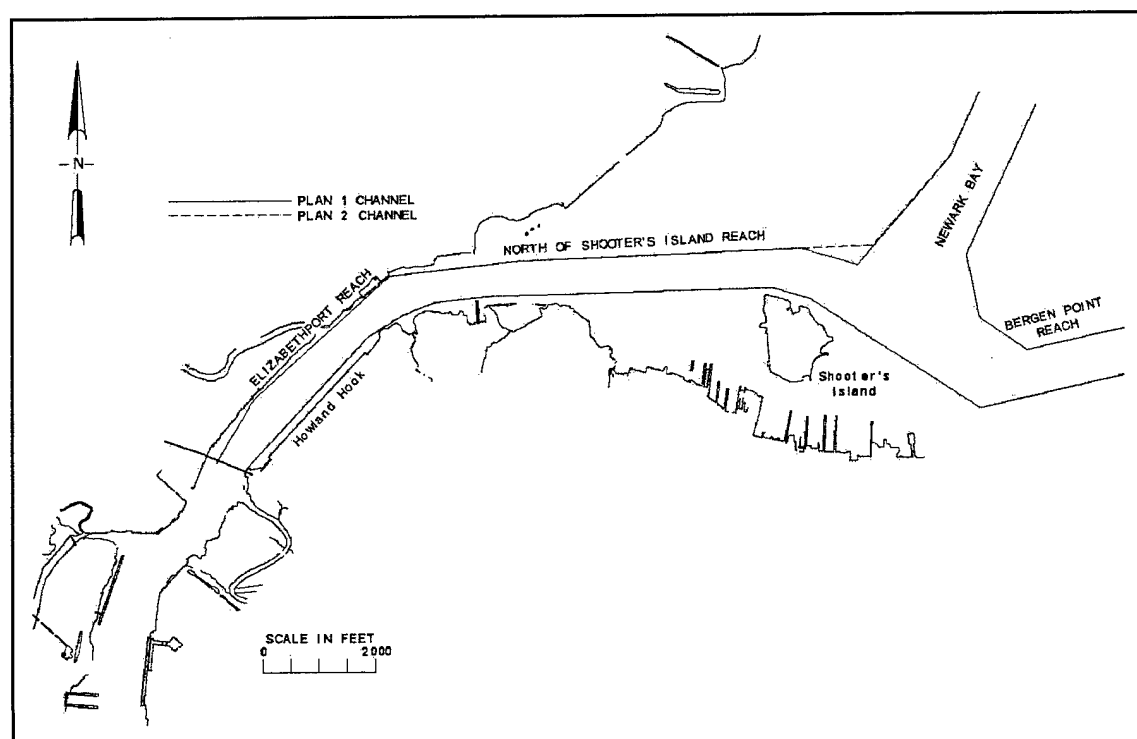 N
PLAN 1 CHANNEL
PLAN 2 CHANNEL
NORTH OF SHOOTER'S ISLAND REACH
NEWARK BAY
BERGEN POINT
REACH
ELIZABETHPORT REACH
Howland Hook
Shooter's
Island
SCALE IN FEET
0 2000